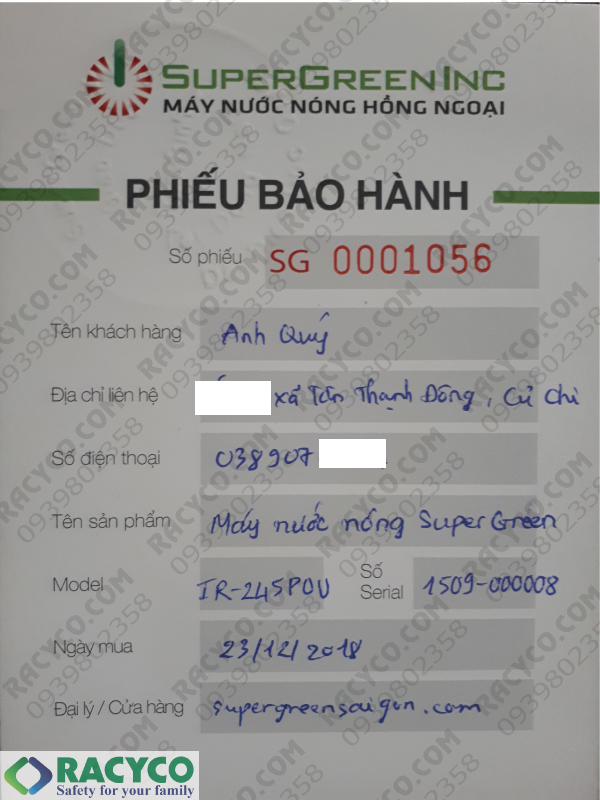 SUPERGREEN INC
MÁY NƯỚC NÓNG HỒNG NGOẠI
PHIẾU BẢO HÀNH
Số phiếu SG 0001056
Tên khách hàng Anh Quý
Địa chỉ liên hệ xã Tân Thạnh Đông, Củ Chi
Số điện thoại 038907
Tên sản phẩm Máy nước nóng SuperGreen
Model IR-245POU Số Serial 1509-000008
Ngày mua 23/12/2018
Đại lý / Cửa hàng supergreensaigon.com
RACYCO
Safety for your family
RACYCO.COM
0939802358